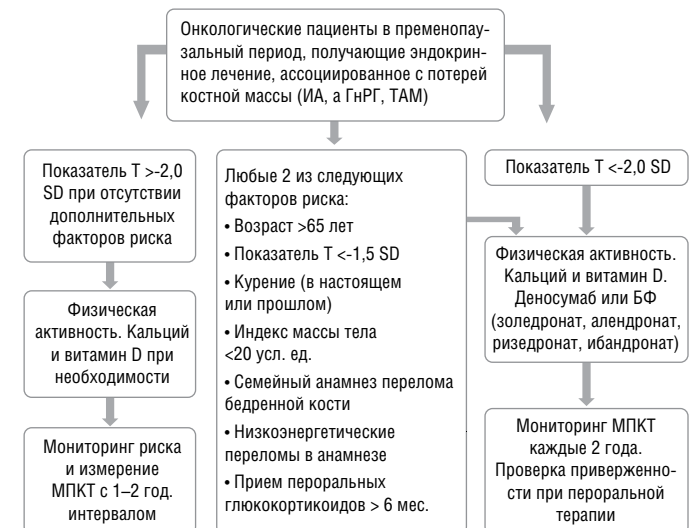 Онкологические пациенты в пременопау-
зальный период, получающие эндокрин-
ное лечение, ассоциированное с потерей
костной массы (ИА, а ГнРГ, ТАМ)
Показатель Т >-2,0
SD при отсутствии
дополнительных
факторов риска
Физическая
активность. Кальций
и витамин D при
необходимости
Мониторинг риска
и измерение
МПКТ с 1–2 год.
интервалом
Любые 2 из следующих
факторов риска:
• Возраст >65 лет
• Показатель Т <-1,5 SD
• Курение (в настоящем
или прошлом)
• Индекс массы тела
<20 усл. ед.
• Семейный анамнез перелома
бедренной кости
• Низкоэнергетические
переломы в анамнезе
• Прием пероральных
глюкокортикоидов > 6 мес.
Показатель Т <-2,0 SD
Физическая активность.
Кальций и витамин D.
Деносумаб или БФ
(золедронат, алендронат,
ризедронат, ибандронат)
Мониторинг МПКТ
каждые 2 года.
Проверка приверженно-
сти при пероральной
терапии